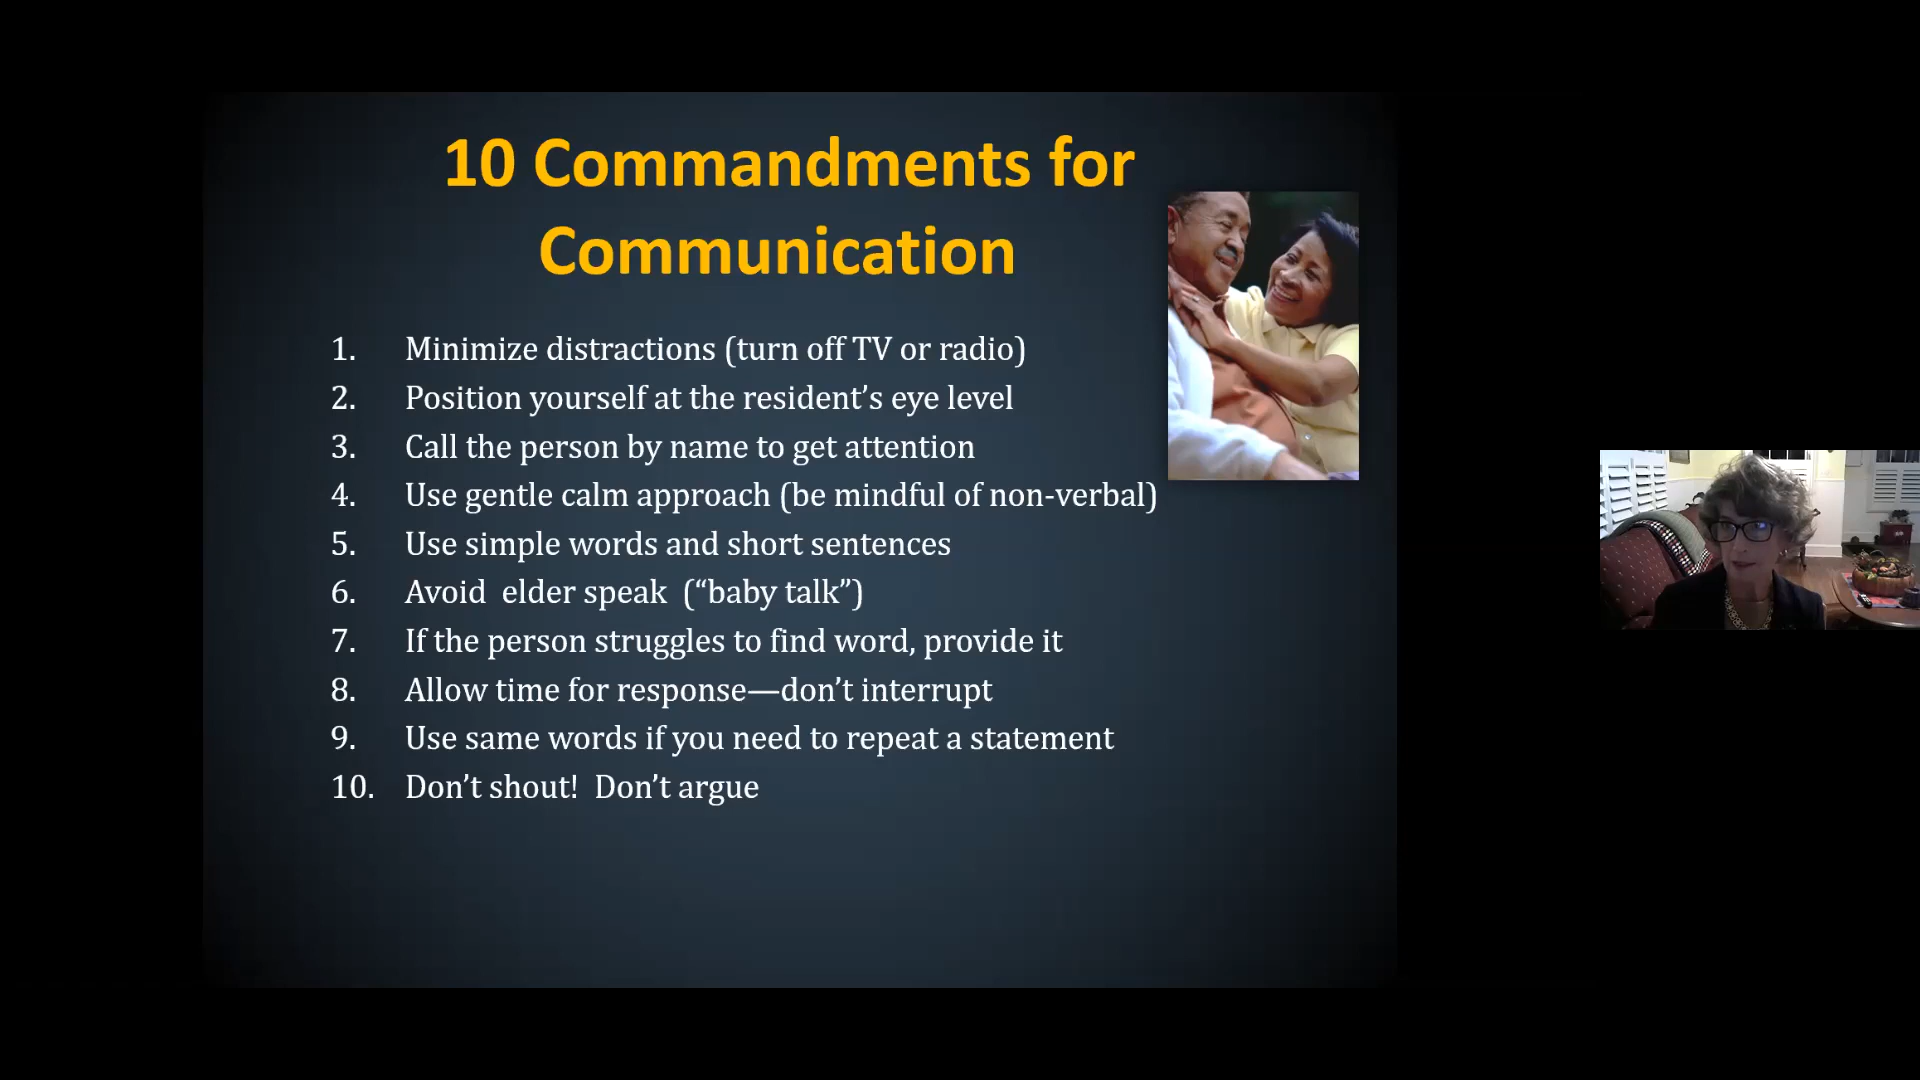 10 Commandments for
Communication
1. Minimize distractions (turn off TV or radio)
2. Position yourself at the resident’s eye level
3. Call the person by name to get attention
4. Use gentle calm approach (be mindful of non-verbal)
5. Use simple words and short sentences
6. Avoid  elder speak  (“baby talk”)
7. If the person struggles to find word, provide it
8. Allow time for response—don’t interrupt
9. Use same words if you need to repeat a statement
10. Don’t shout!  Don’t argue